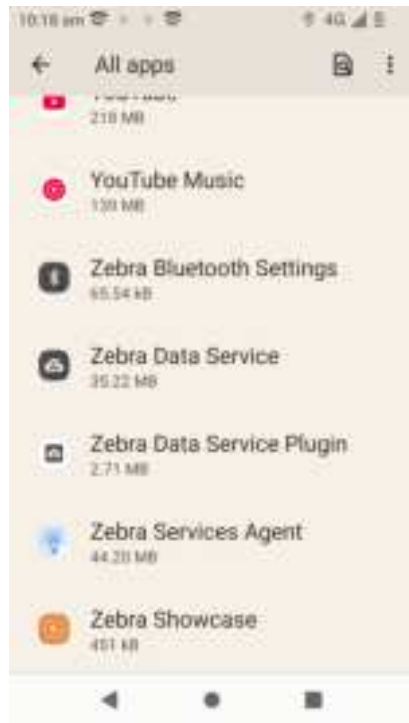 10:18 am
4G
All apps
YouTube
218 MB
YouTube Music
139 MB
Zebra Bluetooth Settings
65.54 kB
Zebra Data Service
35.22 MB
Zebra Data Service Plugin
2.71 MB
Zebra Services Agent
44.20 MB
Zebra Showcase
451 kB